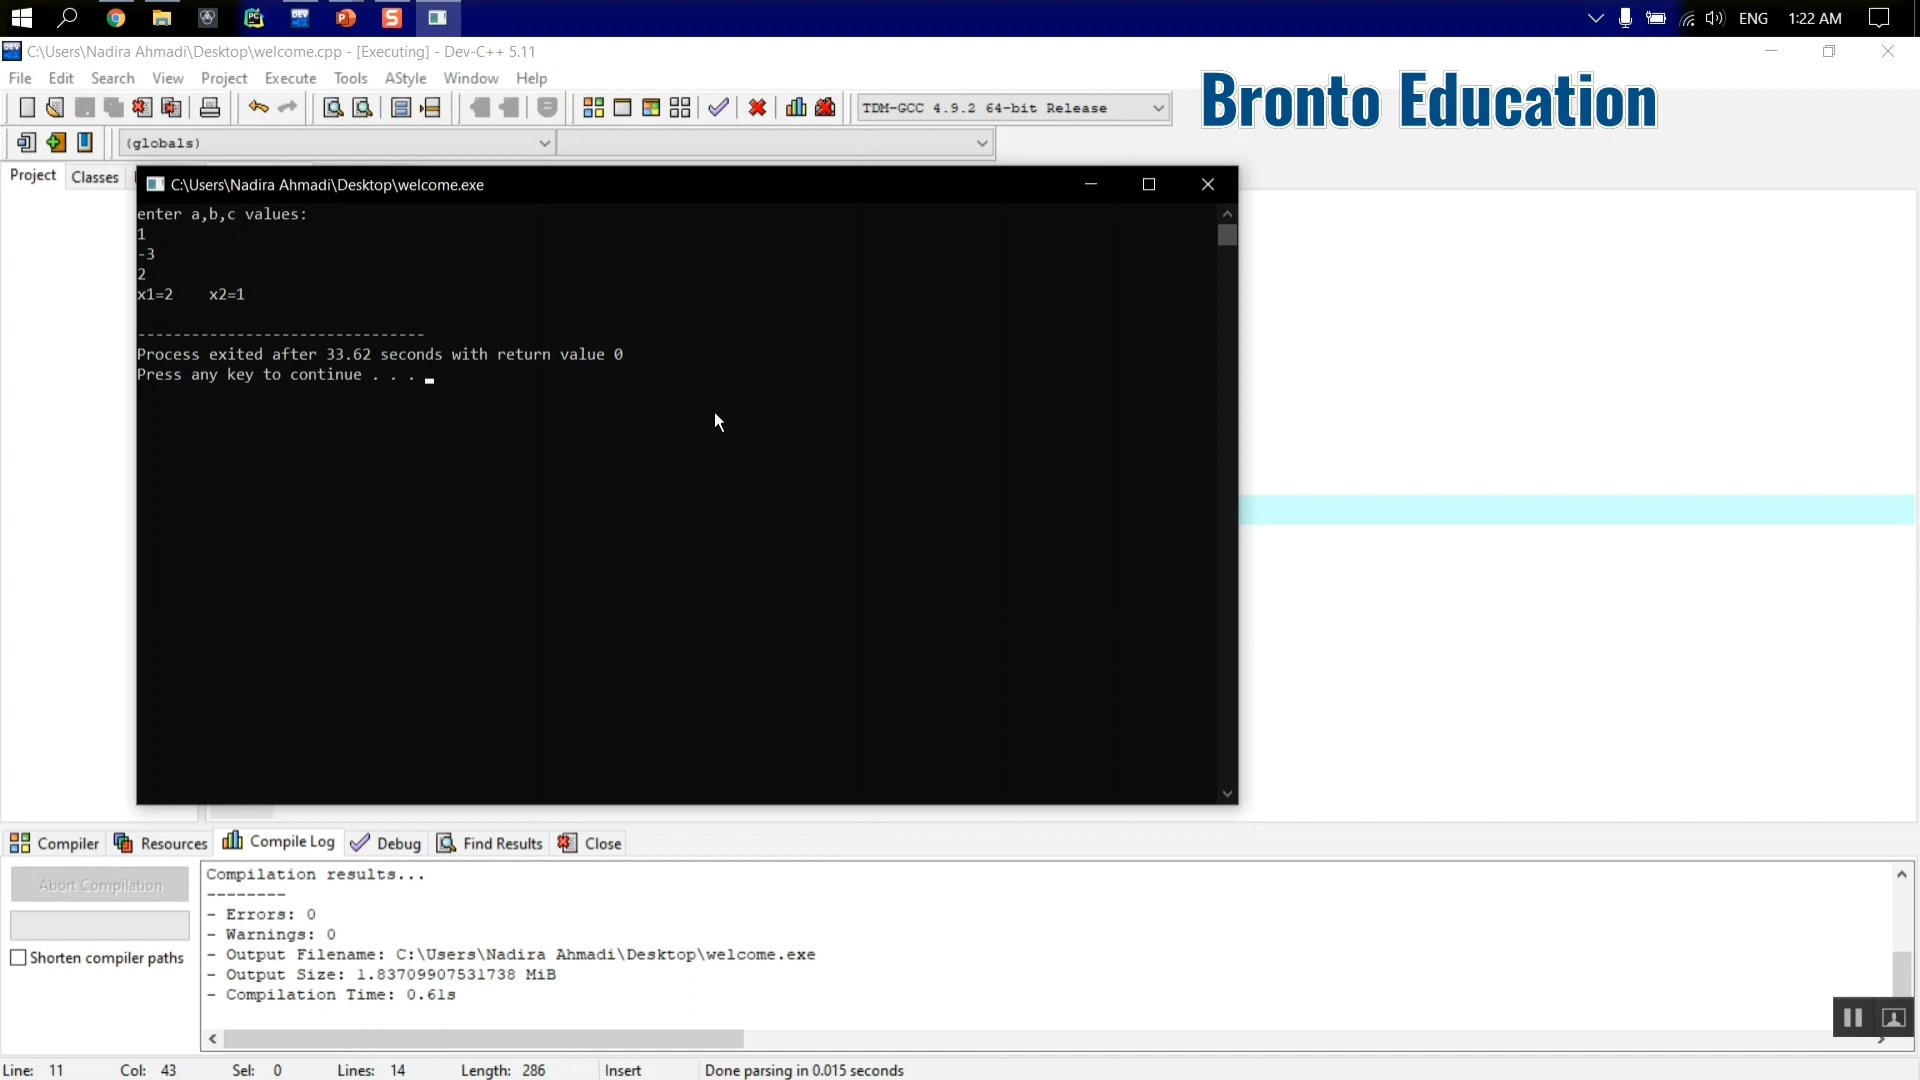 ENG 1:22 AM
C:\Users\Nadira Ahmadi\Desktop\welcome.cpp - [Executing] - Dev-C++ 5.11
File Edit Search View Project Execute Tools AStyle Window Help
Bronto Education
TDM-GCC 4.9.2 64-bit Release
(globals)
Project Classes
C:\Users\Nadira Ahmadi\Desktop\welcome.exe
enter a,b,c values:
1
-3
2
x1=2    x2=1
--------------------------------
Process exited after 33.62 seconds with return value 0
Press any key to continue . . .
Compiler Resources Compile Log Debug Find Results Close
Abort Compilation
Shorten compiler paths
Compilation results...
--------
- Errors: 0
- Warnings: 0
- Output Filename: C:\Users\Nadira Ahmadi\Desktop\welcome.exe
- Output Size: 1.83709907531738 MiB
- Compilation Time: 0.61s
Line: 11 Col: 43 Sel: 0 Lines: 14 Length: 286 Insert Done parsing in 0.015 seconds